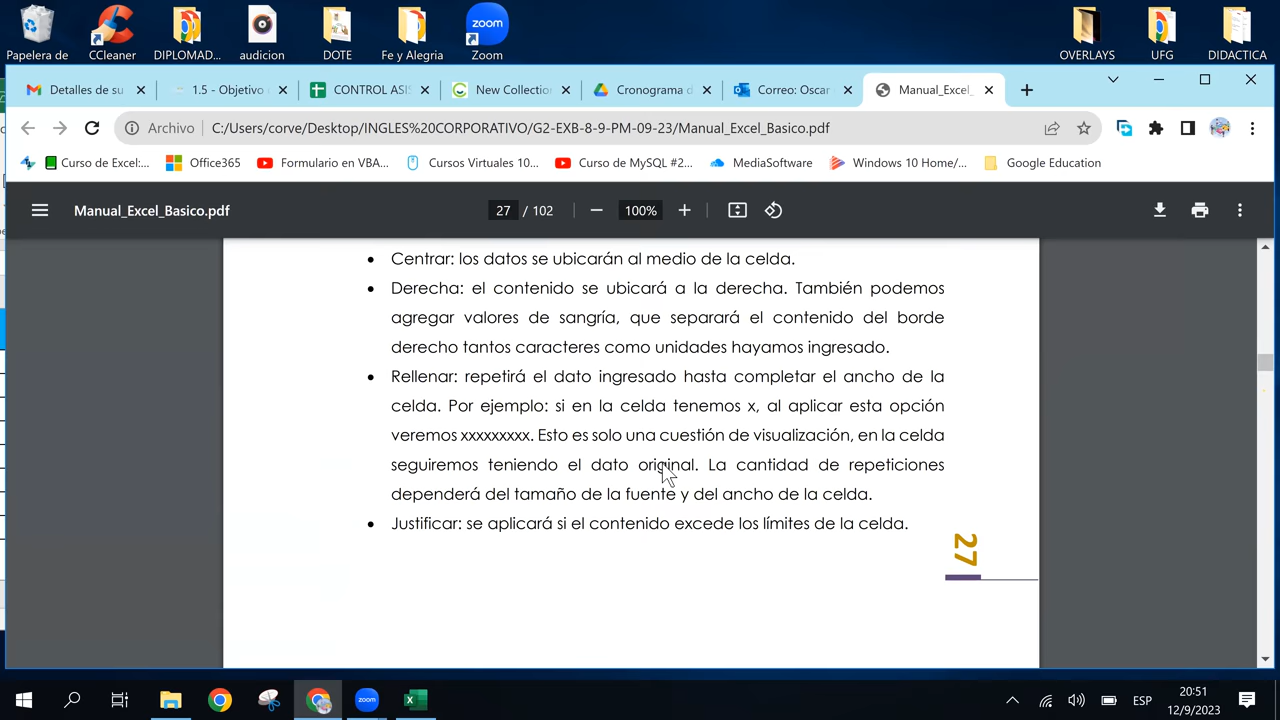 Papelera de
CCleaner
DIPLOMAD...
audicion
DOTE
Fe y Alegria
Zoom
zoom
OVERLAYS
UFG
DIDACTICA
Detalles de su
1.5 - Objetivo
CONTROL ASIS
New Collection
Cronograma d
Correo: Oscar
Manual_Excel_
Archivo
C:/Users/corve/Desktop/INGLES%20CORPORATIVO/G2-EXB-8-9-PM-09-23/Manual_Excel_Basico.pdf
Curso de Excel:...
Office365
Formulario en VBA...
Cursos Virtuales 10...
Curso de MySQL #2...
MediaSoftware
Windows 10 Home/...
Google Education
Manual_Excel_Basico.pdf
27 / 102
100%
• Centrar: los datos se ubicarán al medio de la celda.
• Derecha: el contenido se ubicará a la derecha. También podemos
agregar valores de sangría, que separará el contenido del borde
derecho tantos caracteres como unidades hayamos ingresado.
• Rellenar: repetirá el dato ingresado hasta completar el ancho de la
celda. Por ejemplo: si en la celda tenemos x, al aplicar esta opción
veremos xxxxxxxxx. Esto es solo una cuestión de visualización, en la celda
seguiremos teniendo el dato original. La cantidad de repeticiones
dependerá del tamaño de la fuente y del ancho de la celda.
• Justificar: se aplicará si el contenido excede los límites de la celda.
27
zoom
ESP
20:51
12/9/2023